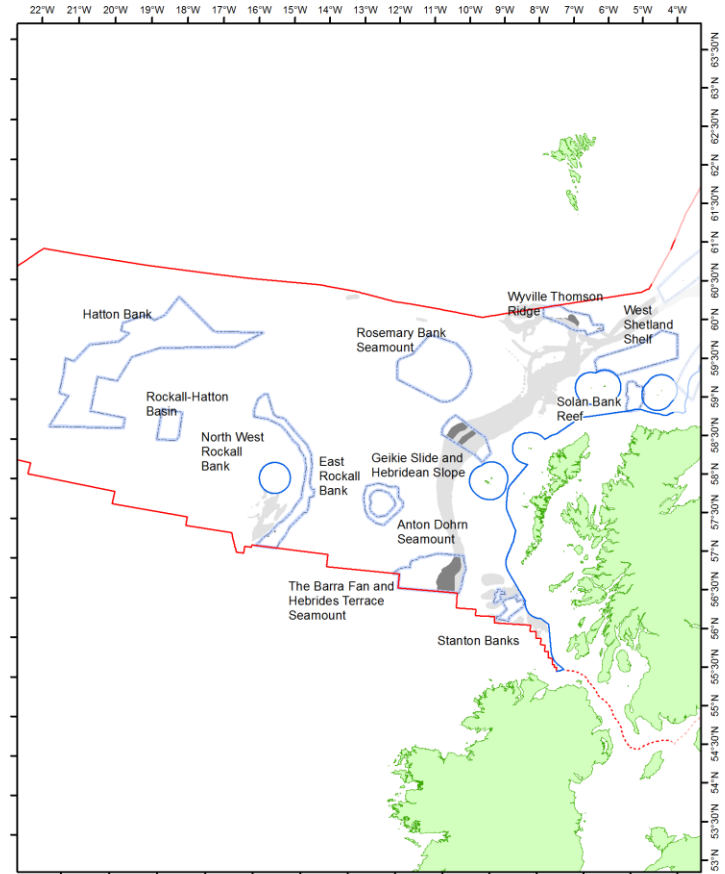 22°W 21°W 20°W 19°W 18°W 17°W 16°W 15°W 14°W 13°W 12°W 11°W 10°W 9°W 8°W 7°W 6°W 5°W 4°W
63°30'N
63°N
62°30'N
62°N
61°30'N
61°N
60°30'N
60°N
59°30'N
59°N
58°30'N
58°N
57°30'N
57°N
56°30'N
56°N
55°30'N
55°N
54°30'N
54°N
53°30'N
53°N
Hatton Bank
Wyville Thomson
Ridge
West
Shetland
Shelf
Rosemary Bank
Seamount
Rockall-Hatton
Basin
Solan Bank
Reef
North West
Rockall
Bank
East
Rockall
Bank
Geikie Slide and
Hebridean Slope
Anton Dohrn
Seamount
The Barra Fan and
Hebrides Terrace
Seamount
Stanton Banks